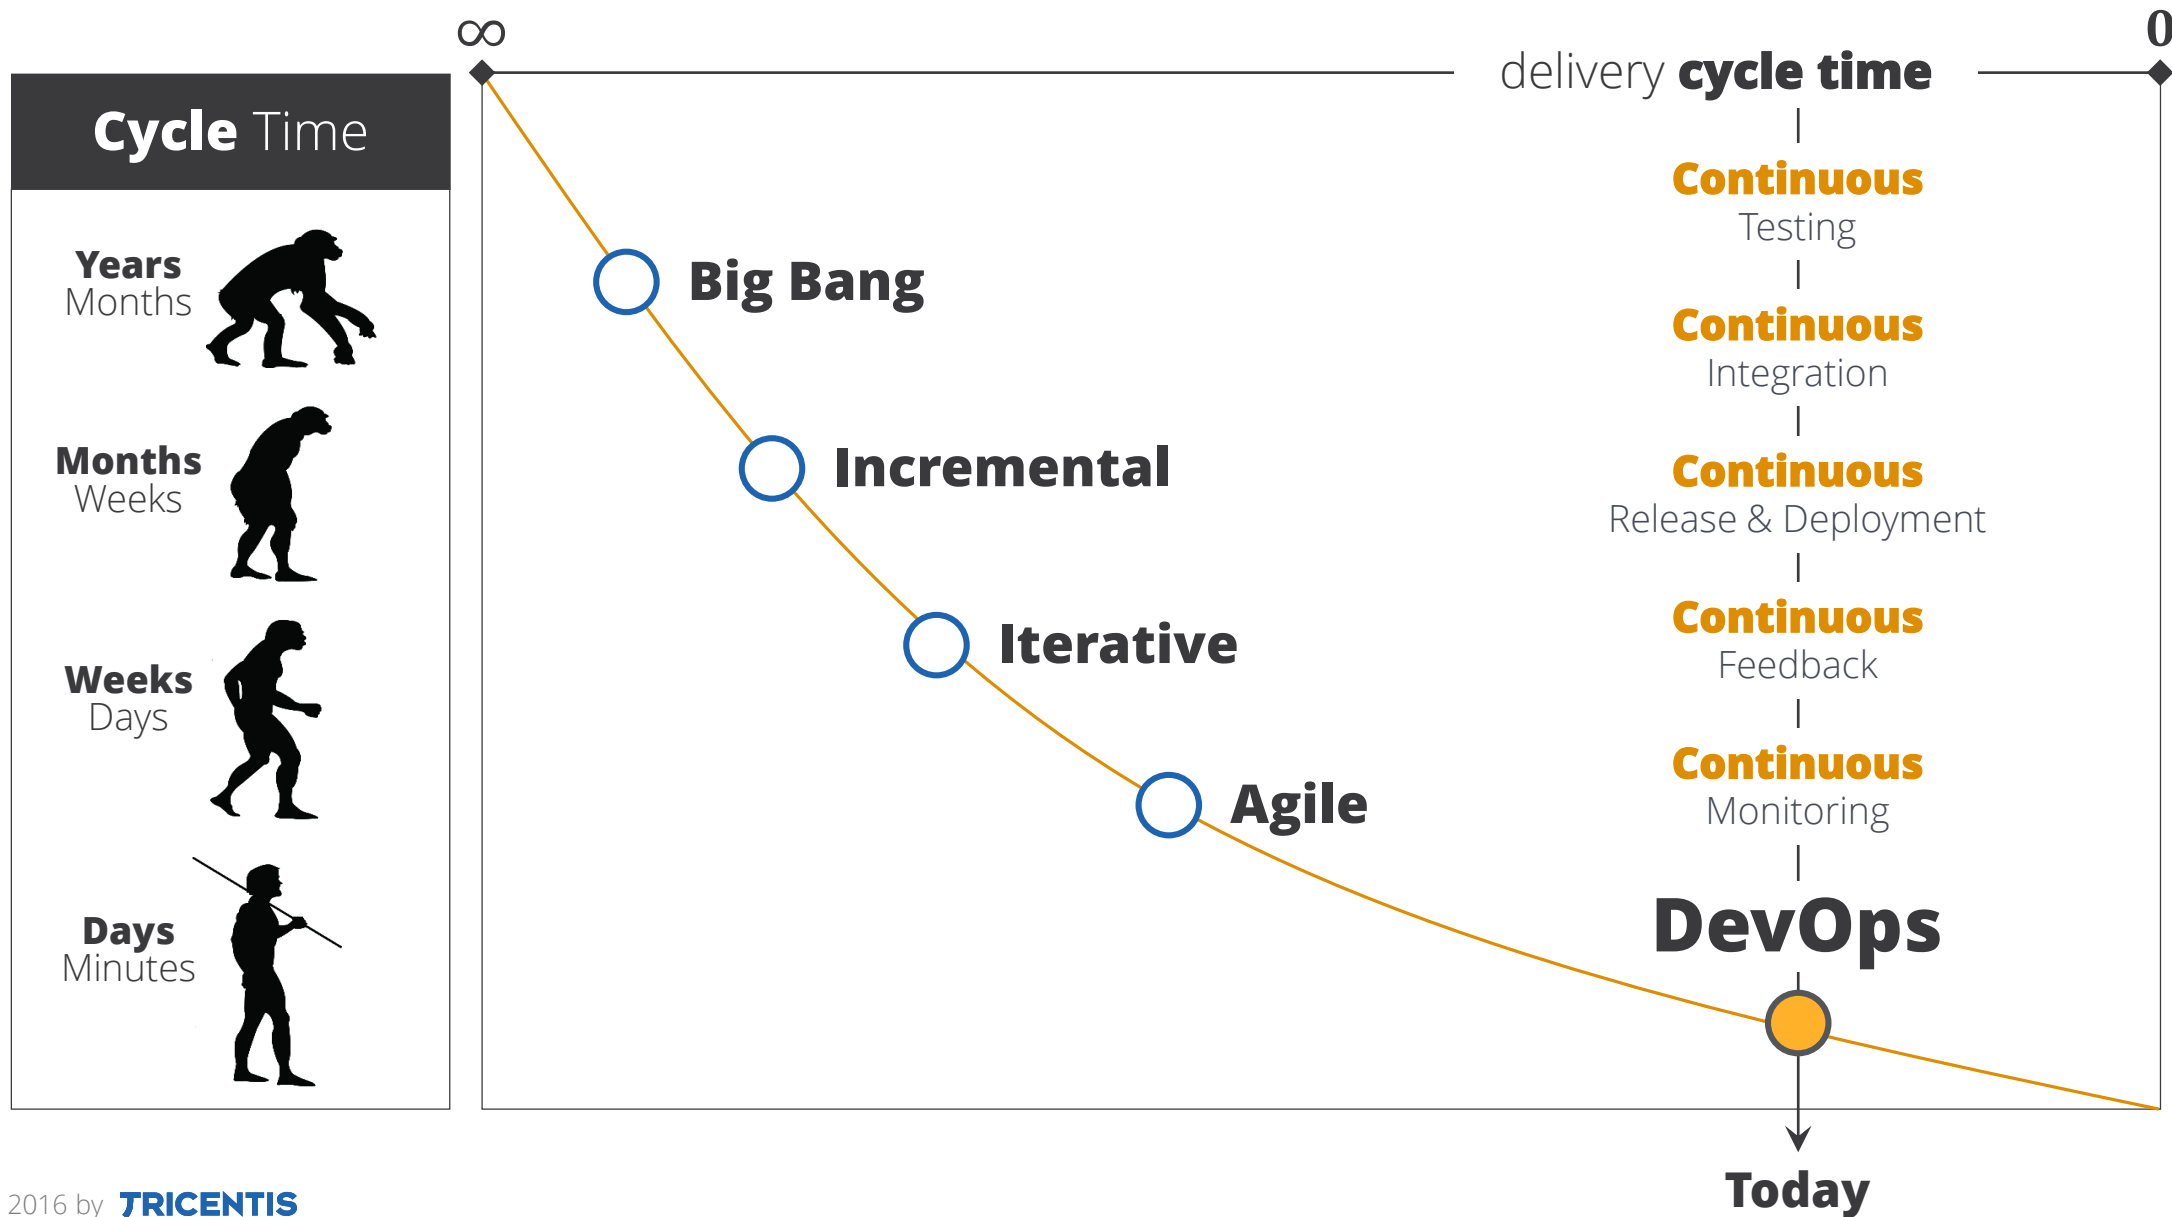 ∞
0
delivery cycle time
Cycle Time
Years
Months
Months
Weeks
Weeks
Days
Days
Minutes
Big Bang
Incremental
Iterative
Agile
Continuous
Testing
Continuous
Integration
Continuous
Release & Deployment
Continuous
Feedback
Continuous
Monitoring
DevOps
Today
2016 by TRICENTIS